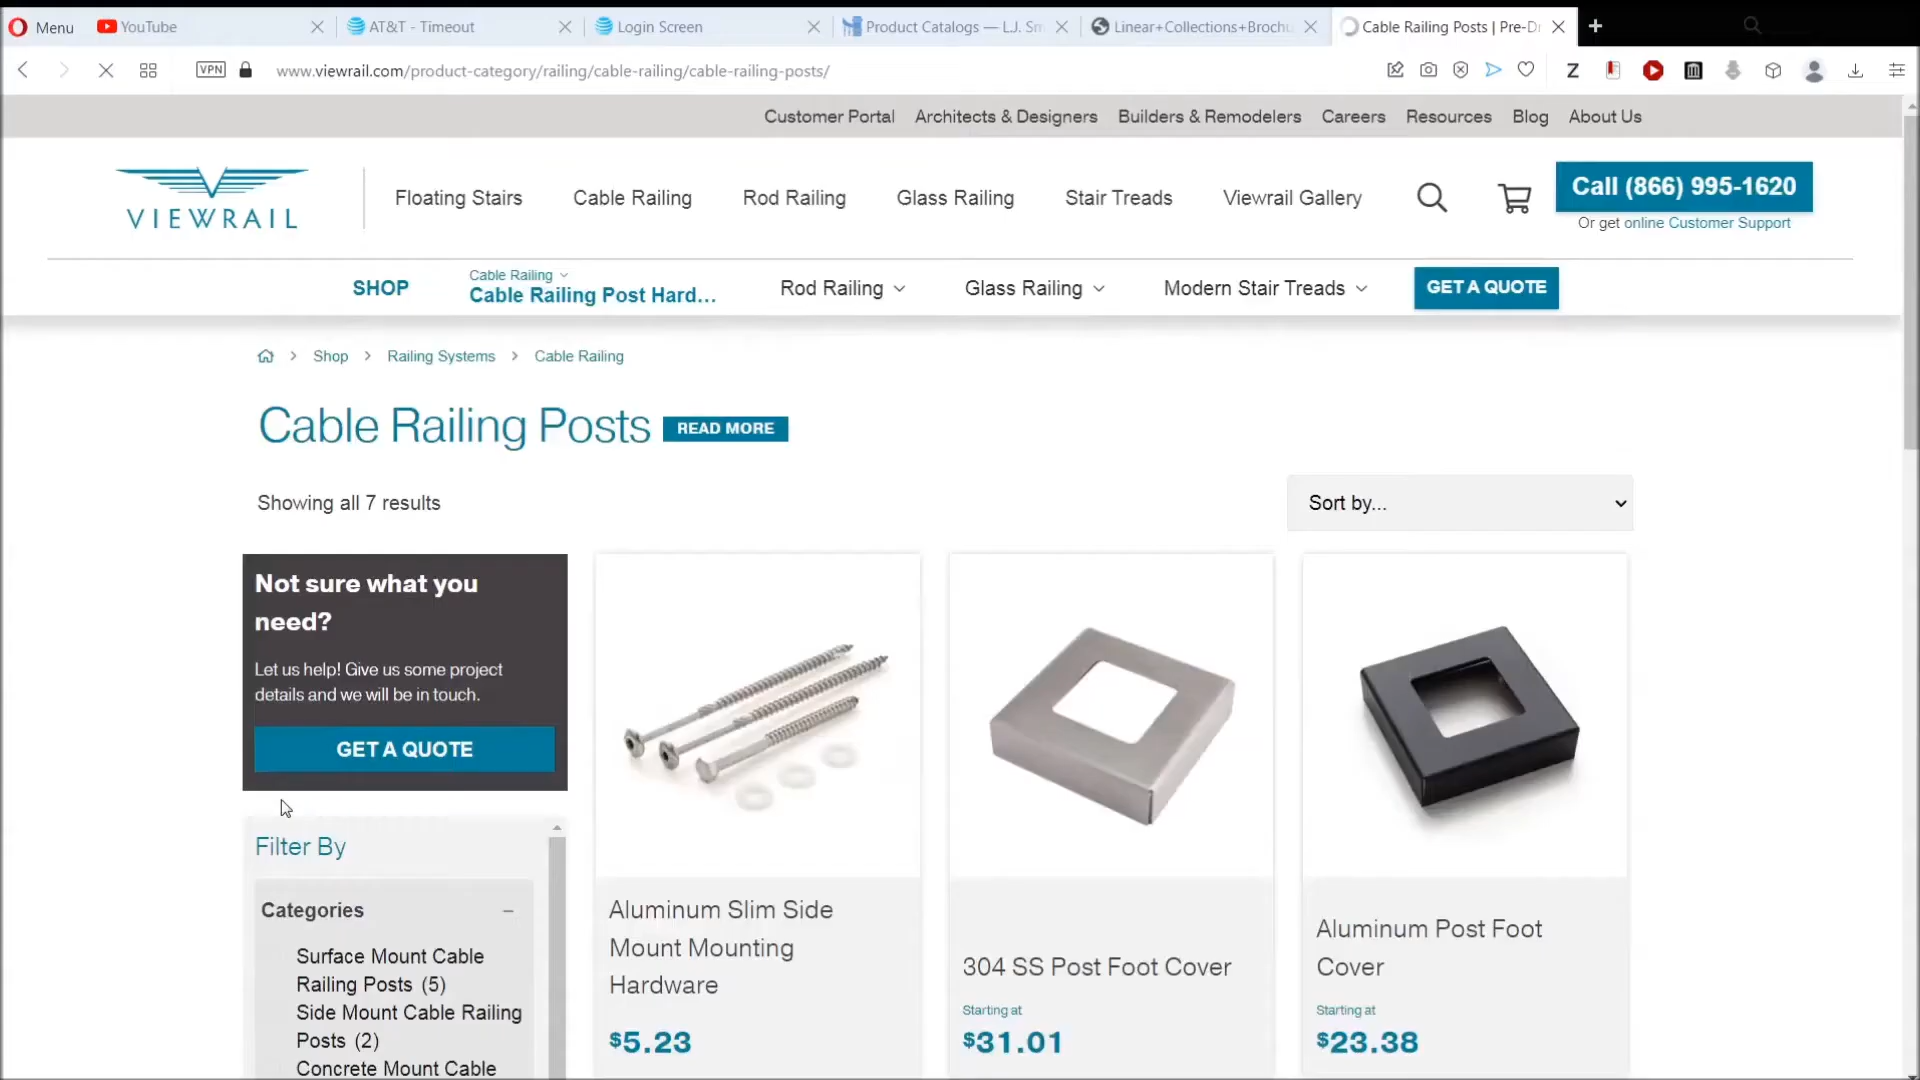 Menu
YouTube
AT&T - Timeout
Login Screen
Product Catalogs — L.J. Sm
Linear+Collections+Brochu
Cable Railing Posts | Pre-Dr
VPN
www.viewrail.com/product-category/railing/cable-railing/cable-railing-posts/
Z
Customer Portal
Architects & Designers
Builders & Remodelers
Careers
Resources
Blog
About Us
VIEWRAIL
Floating Stairs
Cable Railing
Rod Railing
Glass Railing
Stair Treads
Viewrail Gallery
Call (866) 995-1620
Or get online Customer Support
SHOP
Cable Railing
Cable Railing Post Hard...
Rod Railing
Glass Railing
Modern Stair Treads
GET A QUOTE
Shop
Railing Systems
Cable Railing
Cable Railing Posts
READ MORE
Showing all 7 results
Sort by...
Not sure what you
need?
Let us help! Give us some project
details and we will be in touch.
GET A QUOTE
Filter By
Categories
Surface Mount Cable
Railing Posts (5)
Side Mount Cable Railing
Posts (2)
Concrete Mount Cable
Aluminum Slim Side
Mount Mounting
Hardware
$5.23
304 SS Post Foot Cover
Starting at
$31.01
Aluminum Post Foot
Cover
Starting at
$23.38